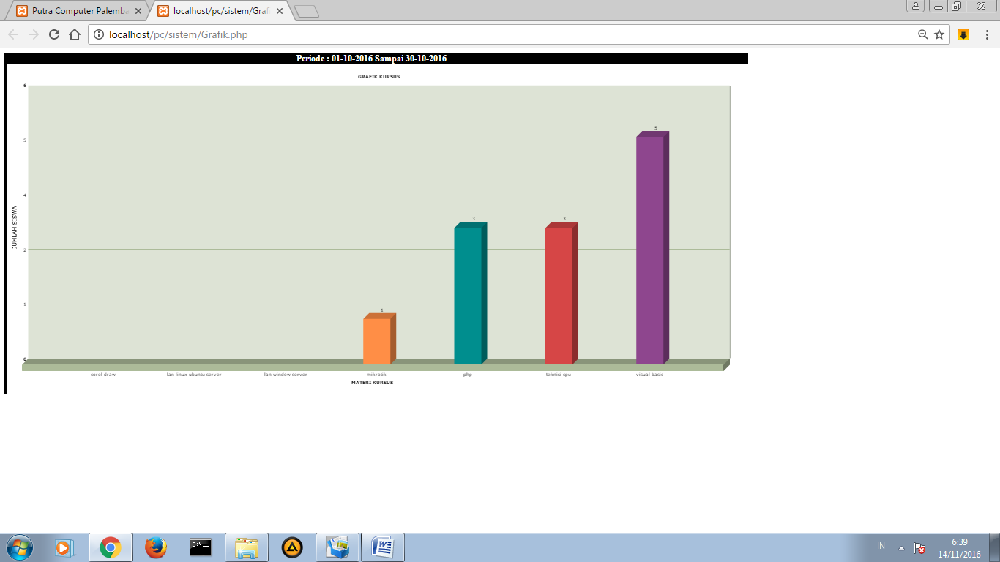 Putra Computer Palemba
localhost/pc/sistem/Graf
localhost/pc/sistem/Grafik.php
Periode : 01-10-2016 Sampai 30-10-2016
GRAFIK KURSUS
6
5
4
2
1
0
JUMLAH SISWA
1
3
3
5
corel draw
lan linux ubuntu server
lan window server
mikrotik
php
teknisi cpu
visual basic
MATERI KURSUS
C:\
IN
6:39
14/11/2016